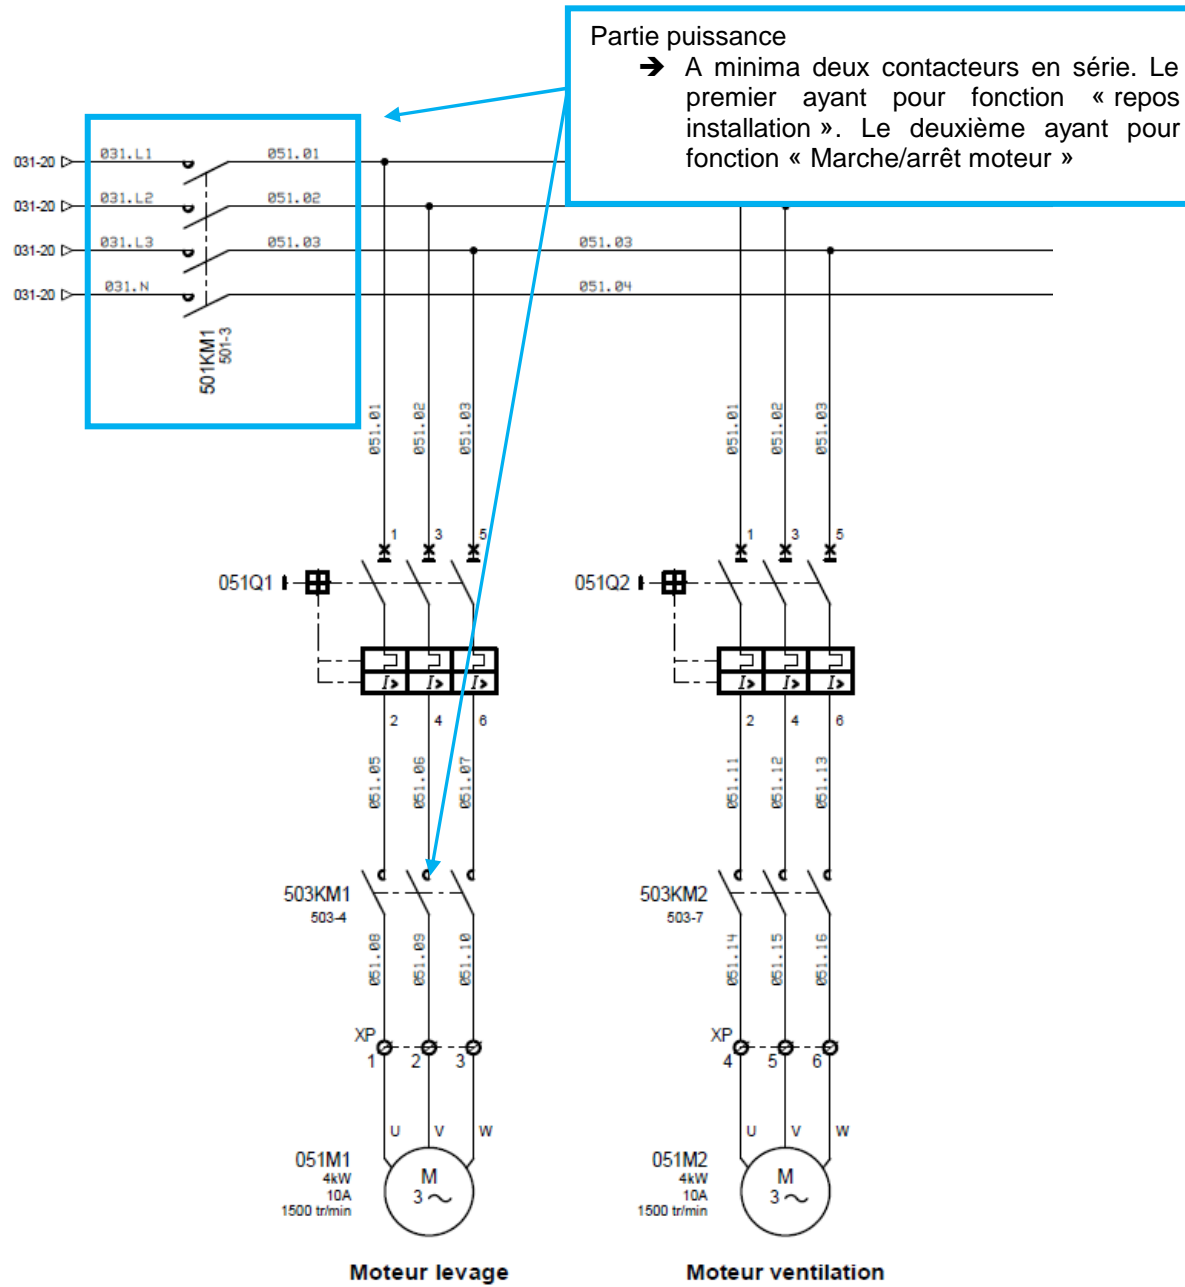 Partie puissance
➔ A minima deux contacteurs en série. Le
premier ayant pour fonction « repos
installation ». Le deuxième ayant pour
fonction « Marche/arrêt moteur »
031-20 031.L1 051.01
031-20 031.L2 051.02
031-20 031.L3 051.03 051.03
031-20 031.N 051.04
501KM1
501-3
051.01 051.02 051.03 051.01 051.02 051.03
1 3 5 1 3 5
051Q1 051Q2
I> I> I> I> I> I>
2 4 6 2 4 6
051.05 051.06 051.07 051.11 051.12 051.13
503KM1 503KM2
503-4 503-7
051.08 051.09 051.10 051.14 051.15 051.16
XP XP
1 2 3 4 5 6
U V W U V W
051M1 M 051M2 M
4kW 4kW
10A 3 ~ 10A 3 ~
1500 tr/min 1500 tr/min
Moteur levage Moteur ventilation